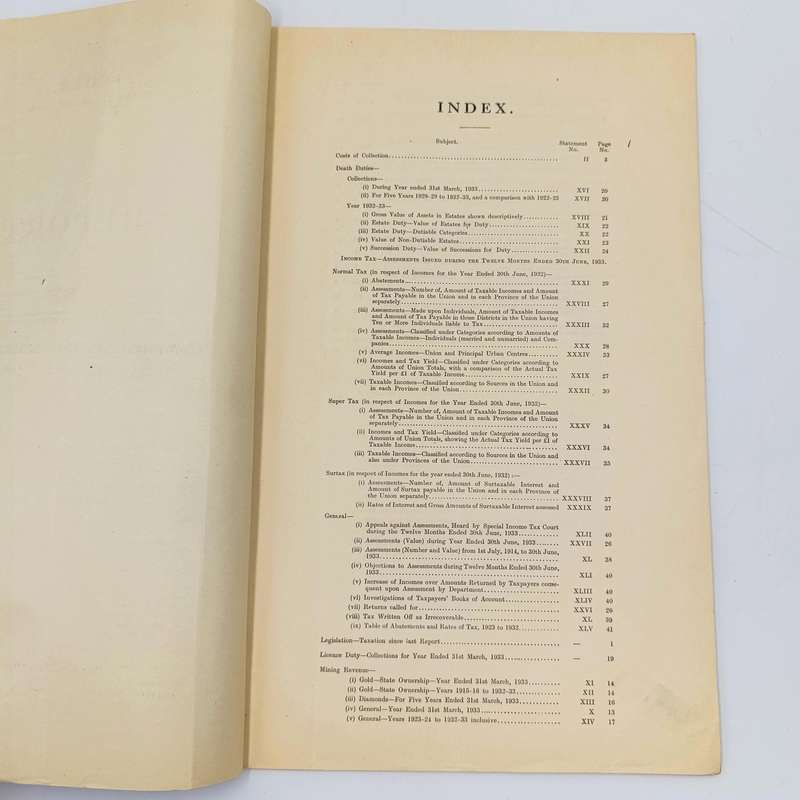 INDEX.
Subject. Statement No. Page No.
Costs of Collection II 3
Death Duties—
Collections—
(i) During Year ended 31st March, 1933 XVI 20
(ii) For Five Years 1928-29 to 1932-33, and a comparison with 1922-23 XVII 20
Year 1932-33—
(i) Gross Value of Assets in Estates shown descriptively XVIII 21
(ii) Estate Duty—Value of Estates for Duty XIX 22
(iii) Estate Duty—Dutiable Categories XX 22
(iv) Value of Non-Dutiable Estates XXI 23
(v) Succession Duty—Value of Successions for Duty XXII 24
Income Tax—Assessments Issued during the Twelve Months Ended 30th June, 1933.
Normal Tax (in respect of Incomes for the Year Ended 30th June, 1932)—
(i) Abatements XXXI 29
(ii) Assessments—Number of, Amount of Taxable Incomes and Amount
of Tax Payable in the Union and in each Province of the Union
separately XXVIII 27
(iii) Assessments—Made upon Individuals, Amount of Taxable Incomes
and Amount of Tax Payable in those Districts in the Union having
Ten or More Individuals liable to Tax XXXIII 32
(iv) Assessments—Classified under Categories according to Amounts of
Taxable Incomes—Individuals (married and unmarried) and Com-
panies XXX 28
(v) Average Incomes—Union and Principal Urban Centres XXXIV 33
(vi) Incomes and Tax Yield—Classified under Categories according to
Amounts of Union Totals, with a comparison of the Actual Tax
Yield per £1 of Taxable Income XXIX 27
(vii) Taxable Incomes—Classified according to Sources in the Union and
in each Province of the Union XXXII 30
Super Tax (in respect of Incomes for the Year Ended 30th June, 1932)—
(i) Assessments—Number of, Amount of Taxable Incomes and Amount
of Tax Payable in the Union and in each Province of the Union
separately XXXV 34
(ii) Incomes and Tax Yield—Classified under Categories according to
Amounts of Union Totals, showing the Actual Tax Yield per £1 of
Taxable Income XXXVI 34
(iii) Taxable Incomes—Classified according to Sources in the Union and
also under Provinces of the Union XXXVII 35
Surtax (in respect of Incomes for the year ended 30th June, 1932) :—
(i) Assessments—Number of, Amount of Surtaxable Interest and
Amount of Surtax payable in the Union and in each Province of
the Union separately XXXVIII 37
(ii) Rates of Interest and Gross Amounts of Surtaxable Interest assessed XXXIX 37
General—
(i) Appeals against Assessments, Heard by Special Income Tax Court
during the Twelve Months Ended 30th June, 1933 XLII 40
(ii) Assessments (Value) during Year Ended 30th June, 1933 XXVII 26
(iii) Assessments (Number and Value) from 1st July, 1914, to 30th June,
1933 XL 38
(iv) Objections to Assessments during Twelve Months Ended 30th June,
1933 XLI 40
(v) Increase of Incomes over Amounts Returned by Taxpayers conse-
quent upon Assessment by Department XLIII 40
(vi) Investigations of Taxpayers' Books of Account XLIV 40
(vii) Returns called for XXVI 26
(viii) Tax Written Off as Irrecoverable XL 39
(ix) Table of Abatements and Rates of Tax, 1923 to 1932 XLV 41
Legislation—Taxation since last Report — 1
Licence Duty—Collections for Year Ended 31st March, 1933 — 19
Mining Revenue—
(i) Gold—State Ownership—Year Ended 31st March, 1933 XI 14
(ii) Gold—State Ownership—Years 1915-16 to 1932-33 XII 14
(iii) Diamonds—For Five Years Ended 31st March, 1933 XIII 16
(iv) General—Year Ended 31st March, 1933 X 13
(v) General—Years 1923-24 to 1932-33 inclusive XIV 17